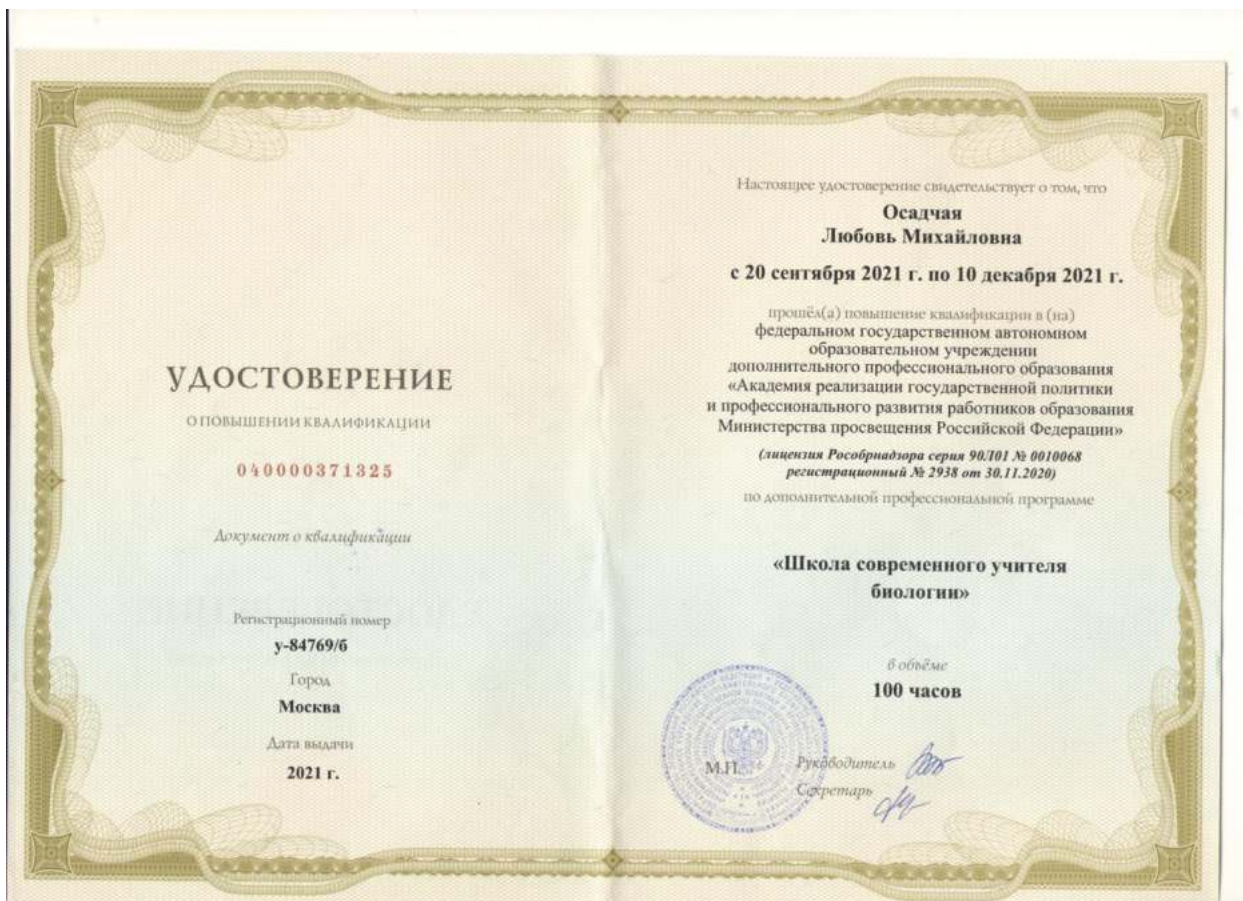 УДОСТОВЕРЕНИЕ
О ПОВЫШЕНИИ КВАЛИФИКАЦИИ
040000371325
Документ о квалификации
Регистрационный номер
у-84769/б
Город
Москва
Дата выдачи
2021 г.
Настоящее удостоверение свидетельствует о том, что
Осадчая
Любовь Михайловна
с 20 сентября 2021 г. по 10 декабря 2021 г.
прошёл(а) повышение квалификации в (на)
федеральном государственном автономном
образовательном учреждении
дополнительного профессионального образования
«Академия реализации государственной политики
и профессионального развития работников образования
Министерства просвещения Российской Федерации»
(лицензия Рособрнадзора серия 90Л01 № 0010068
регистрационный № 2938 от 30.11.2020)
по дополнительной профессиональной программе
«Школа современного учителя
биологии»
в объёме
100 часов
М.П.
Руководитель
Секретарь